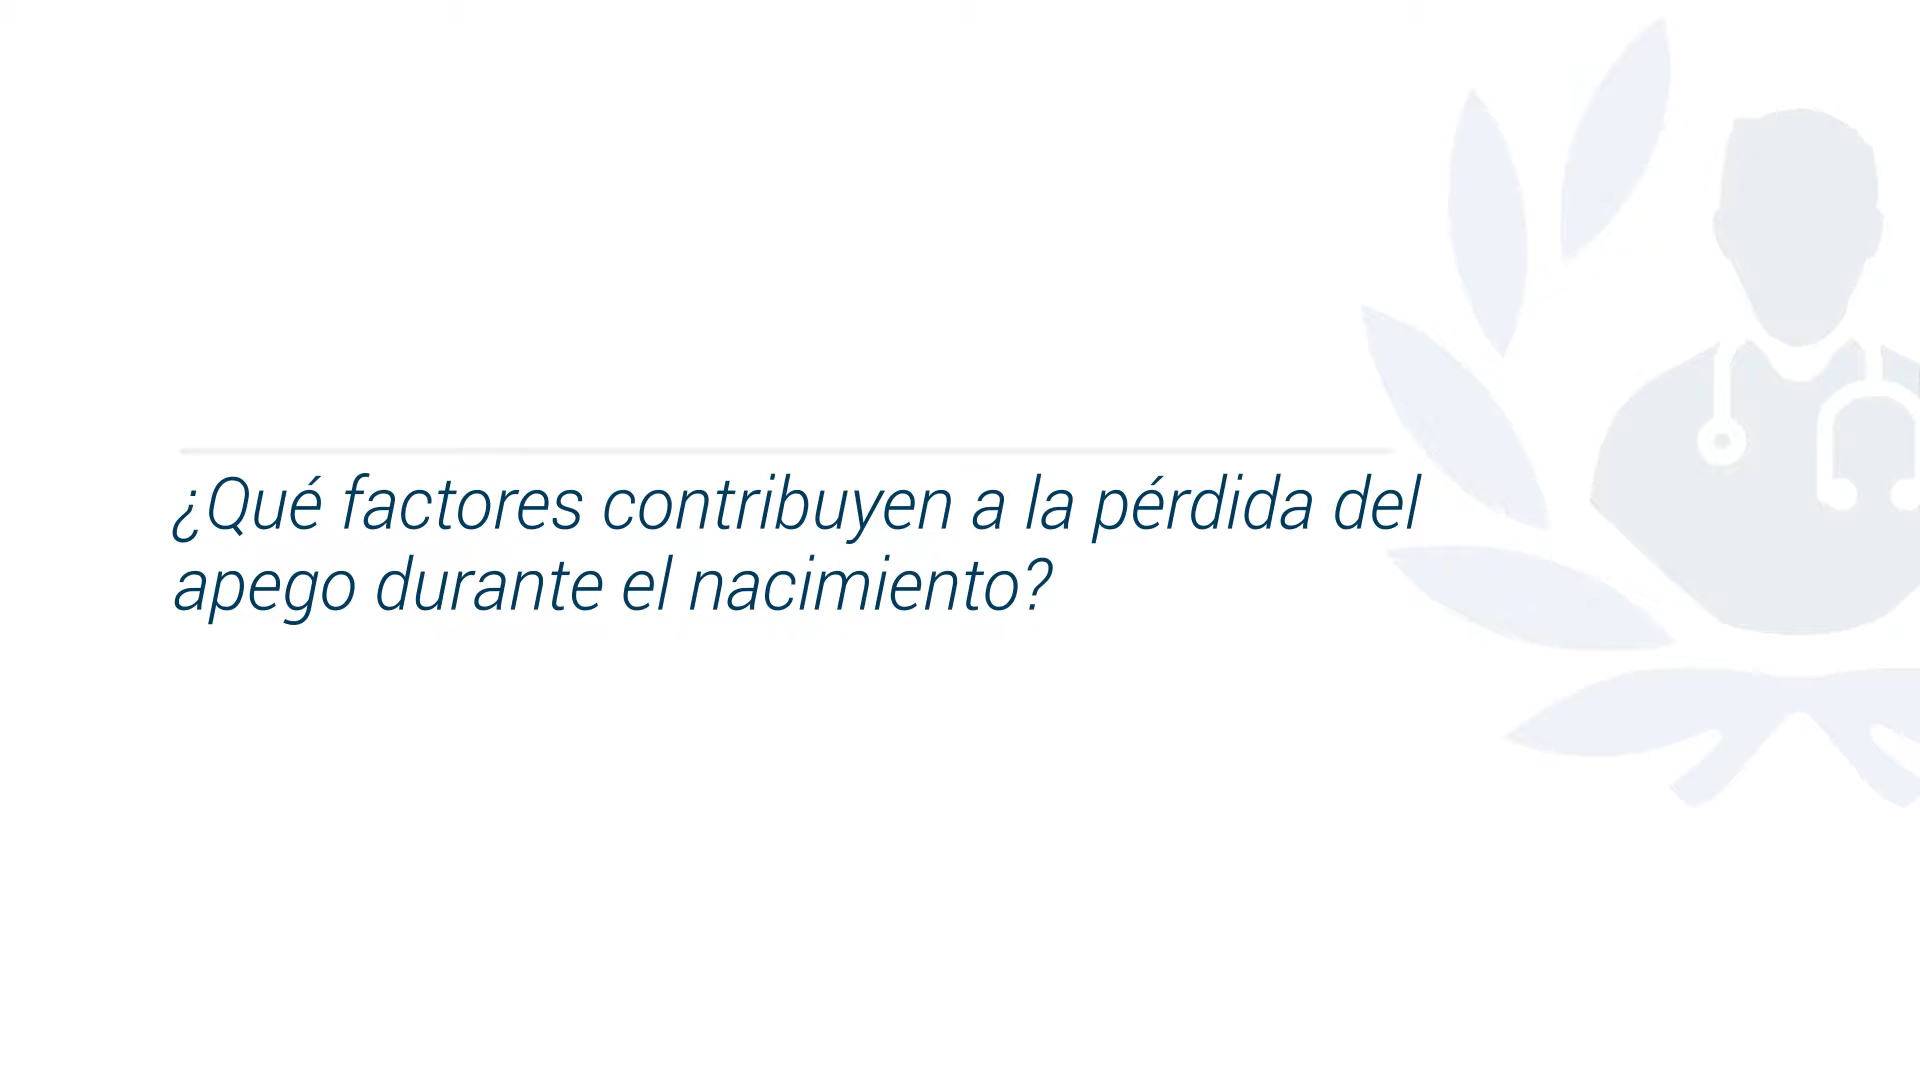 ¿Qué factores contribuyen a la pérdida del
apego durante el nacimiento?